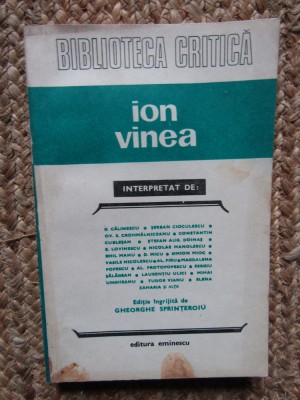 BIBLIOTECA CRITICĂ
ion
vinea
INTERPRETAT DE:
G. CĂLINESCU • ȘERBAN CIOCULESCU •
OV. S. CROHMĂLNICEANU • CONSTANTIN
CUBLEȘAN • ȘTEFAN AUG. DOINAȘ •
E. LOVINESCU • NICOLAE MANOLESCU •
EMIL MANU • D. MICU • SIMION MIOC •
VASILE NICOLESCU • AL. PIRU • MAGDALENA
POPESCU • AL. PROTOPOPESCU • SERGIU
SĂLĂJAN • LAURENȚIU ULICI • MIHAI
UNGHEANU • TUDOR VIANU • ELENA
ZAHARIA ȘI ALȚII
Ediție îngrijită de
GHEORGHE SPRINȚEROIU
editura eminescu